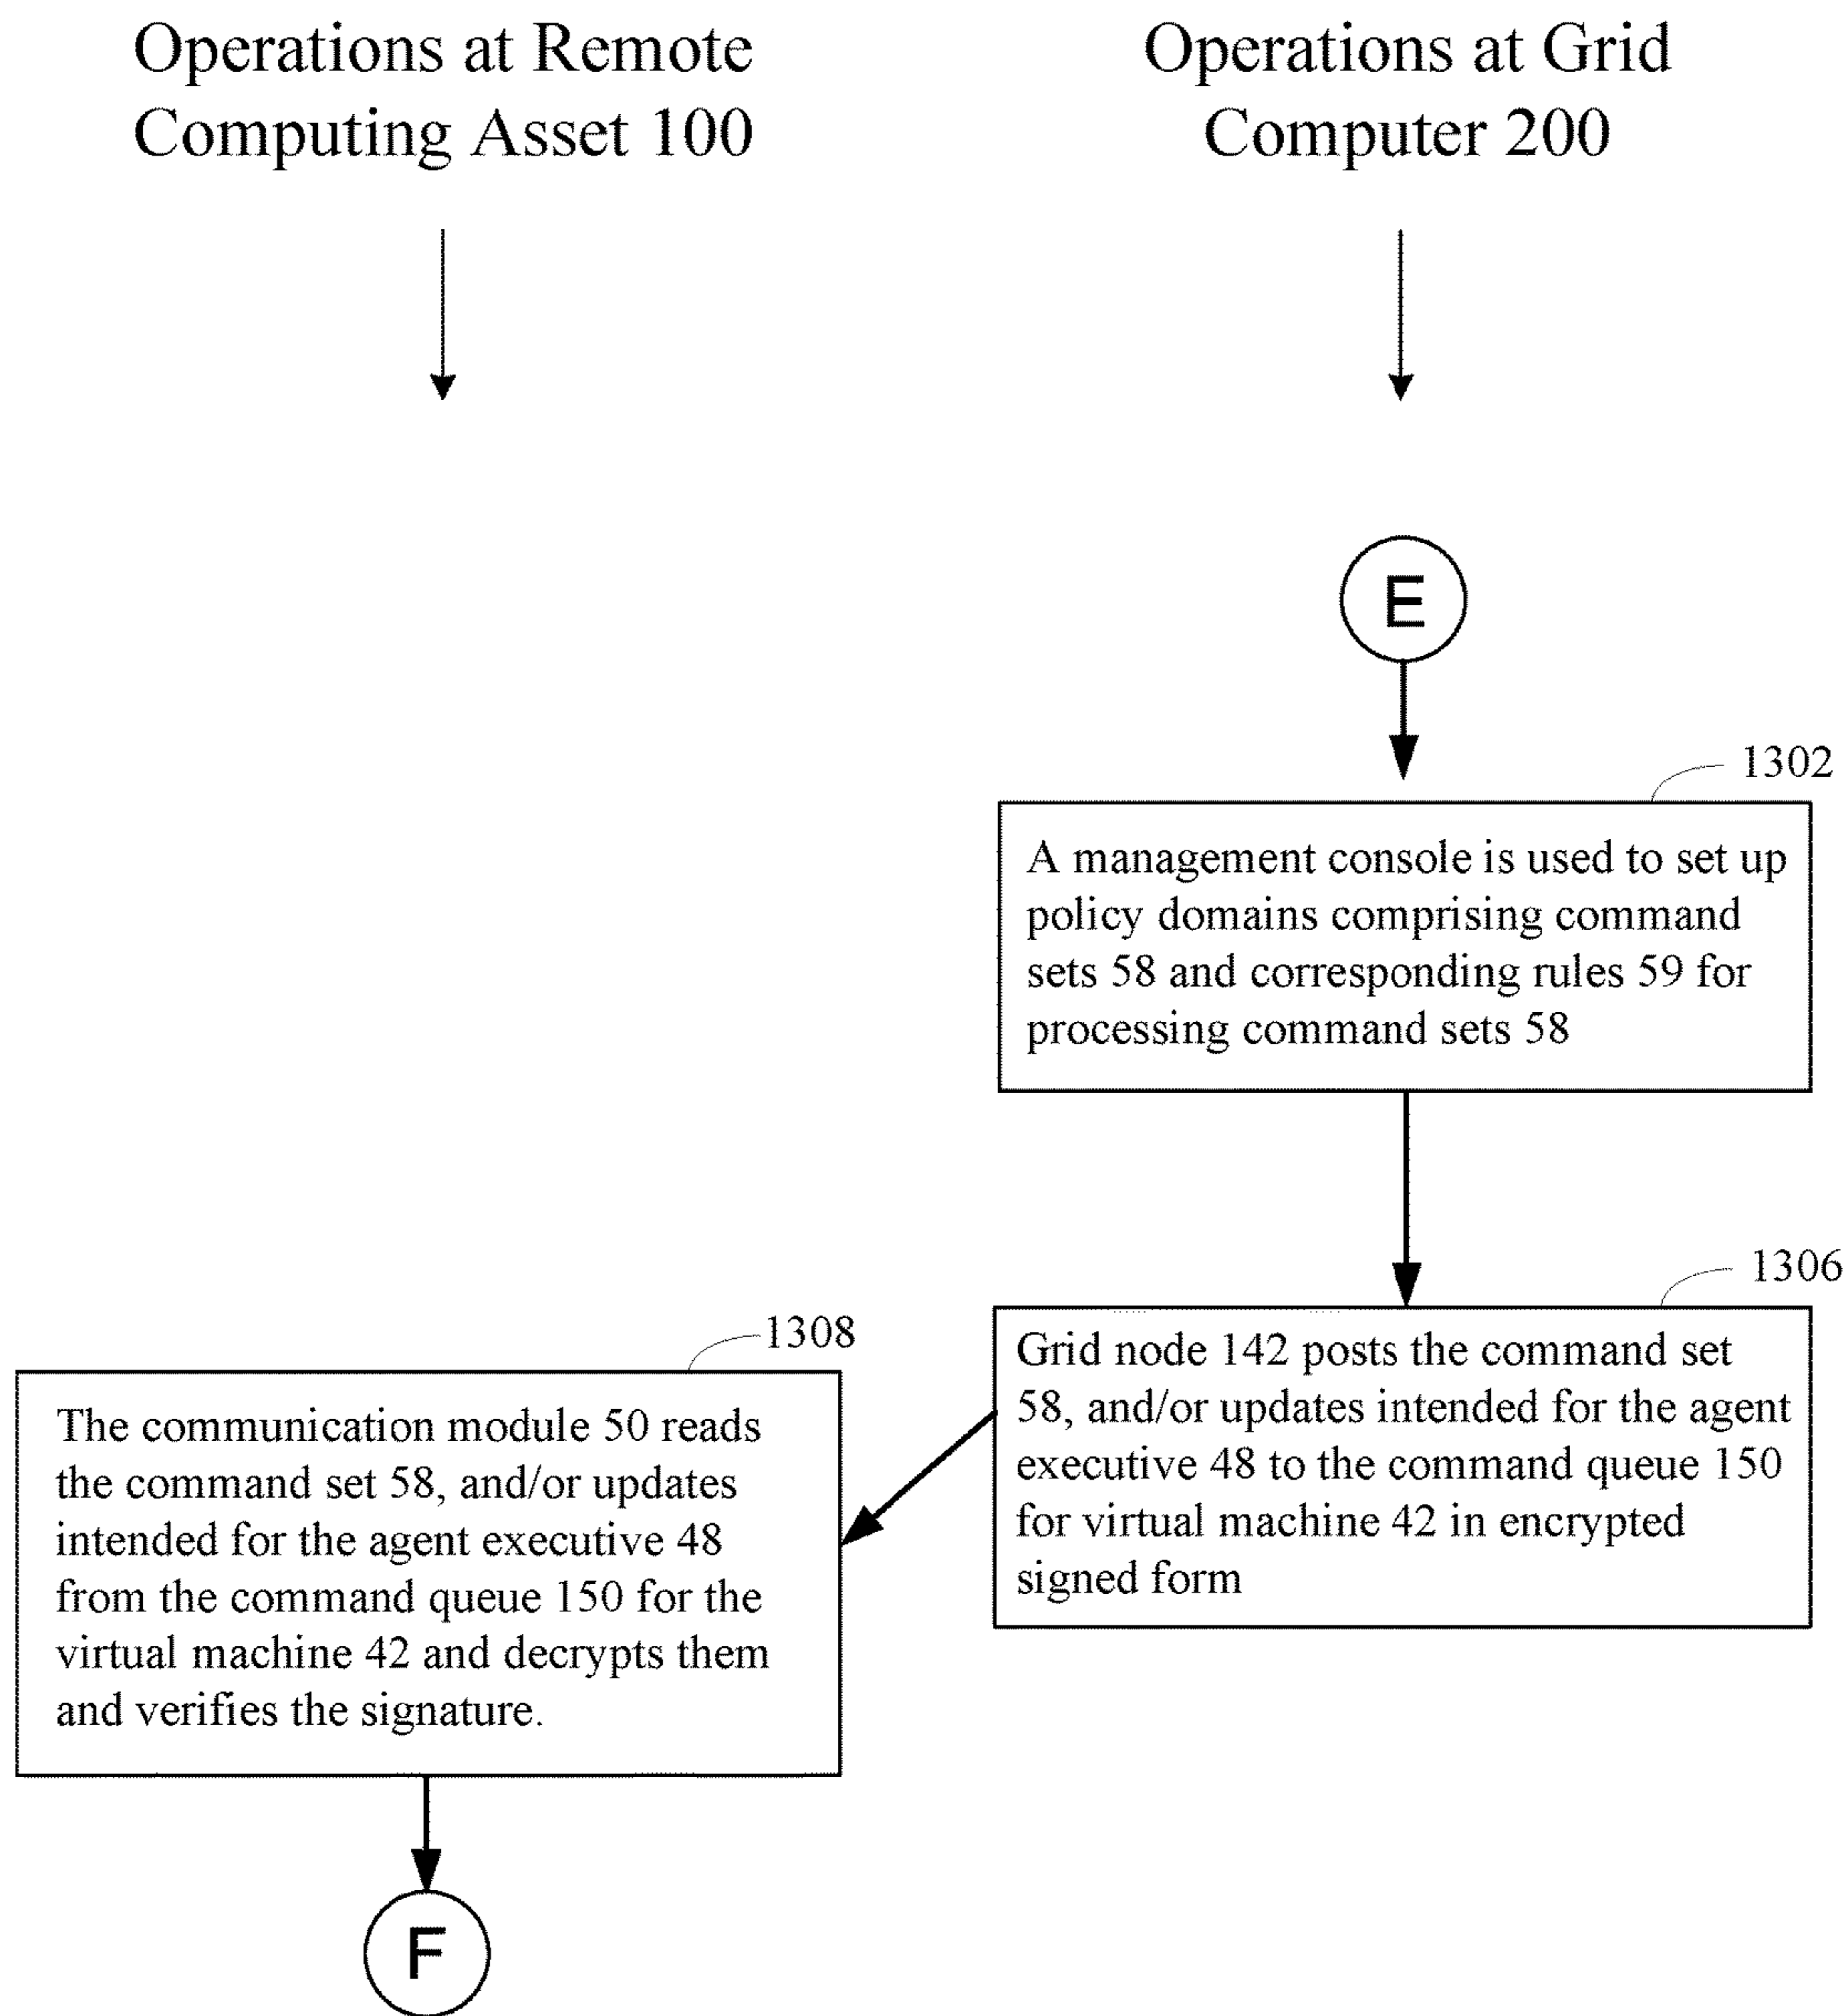 Operations at Remote
Computing Asset 100
Operations at Grid
Computer 200
E
1302
A management console is used to set up
policy domains comprising command
sets 58 and corresponding rules 59 for
processing command sets 58
1306
Grid node 142 posts the command set
58, and/or updates intended for the agent
executive 48 to the command queue 150
for virtual machine 42 in encrypted
signed form
1308
The communication module 50 reads
the command set 58, and/or updates
intended for the agent executive 48
from the command queue 150 for the
virtual machine 42 and decrypts them
and verifies the signature.
F